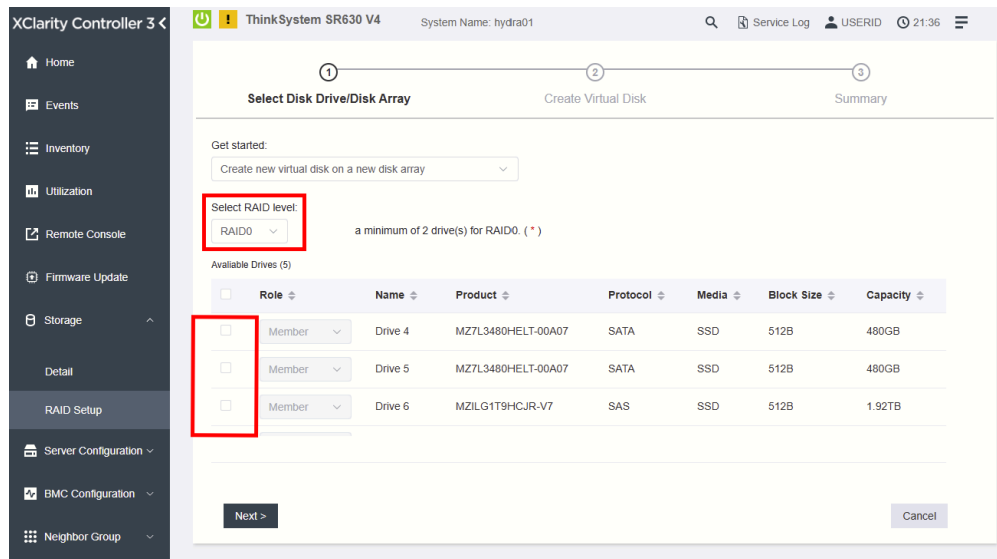 XClarity Controller 3
ThinkSystem SR630 V4
System Name: hydra01
Service Log
USERID
21:36
Home
Events
Inventory
Utilization
Remote Console
Firmware Update
Storage
Detail
RAID Setup
Server Configuration
BMC Configuration
Neighbor Group
1
2
3
Select Disk Drive/Disk Array
Create Virtual Disk
Summary
Get started:
Create new virtual disk on a new disk array
Select RAID level:
RAID0
a minimum of 2 drive(s) for RAID0. ( * )
Avaliable Drives (5)
Role Name Product Protocol Media Block Size Capacity
Member Drive 4 MZ7L3480HELT-00A07 SATA SSD 512B 480GB
Member Drive 5 MZ7L3480HELT-00A07 SATA SSD 512B 480GB
Member Drive 6 MZILG1T9HCJR-V7 SAS SSD 512B 1.92TB
Next >
Cancel